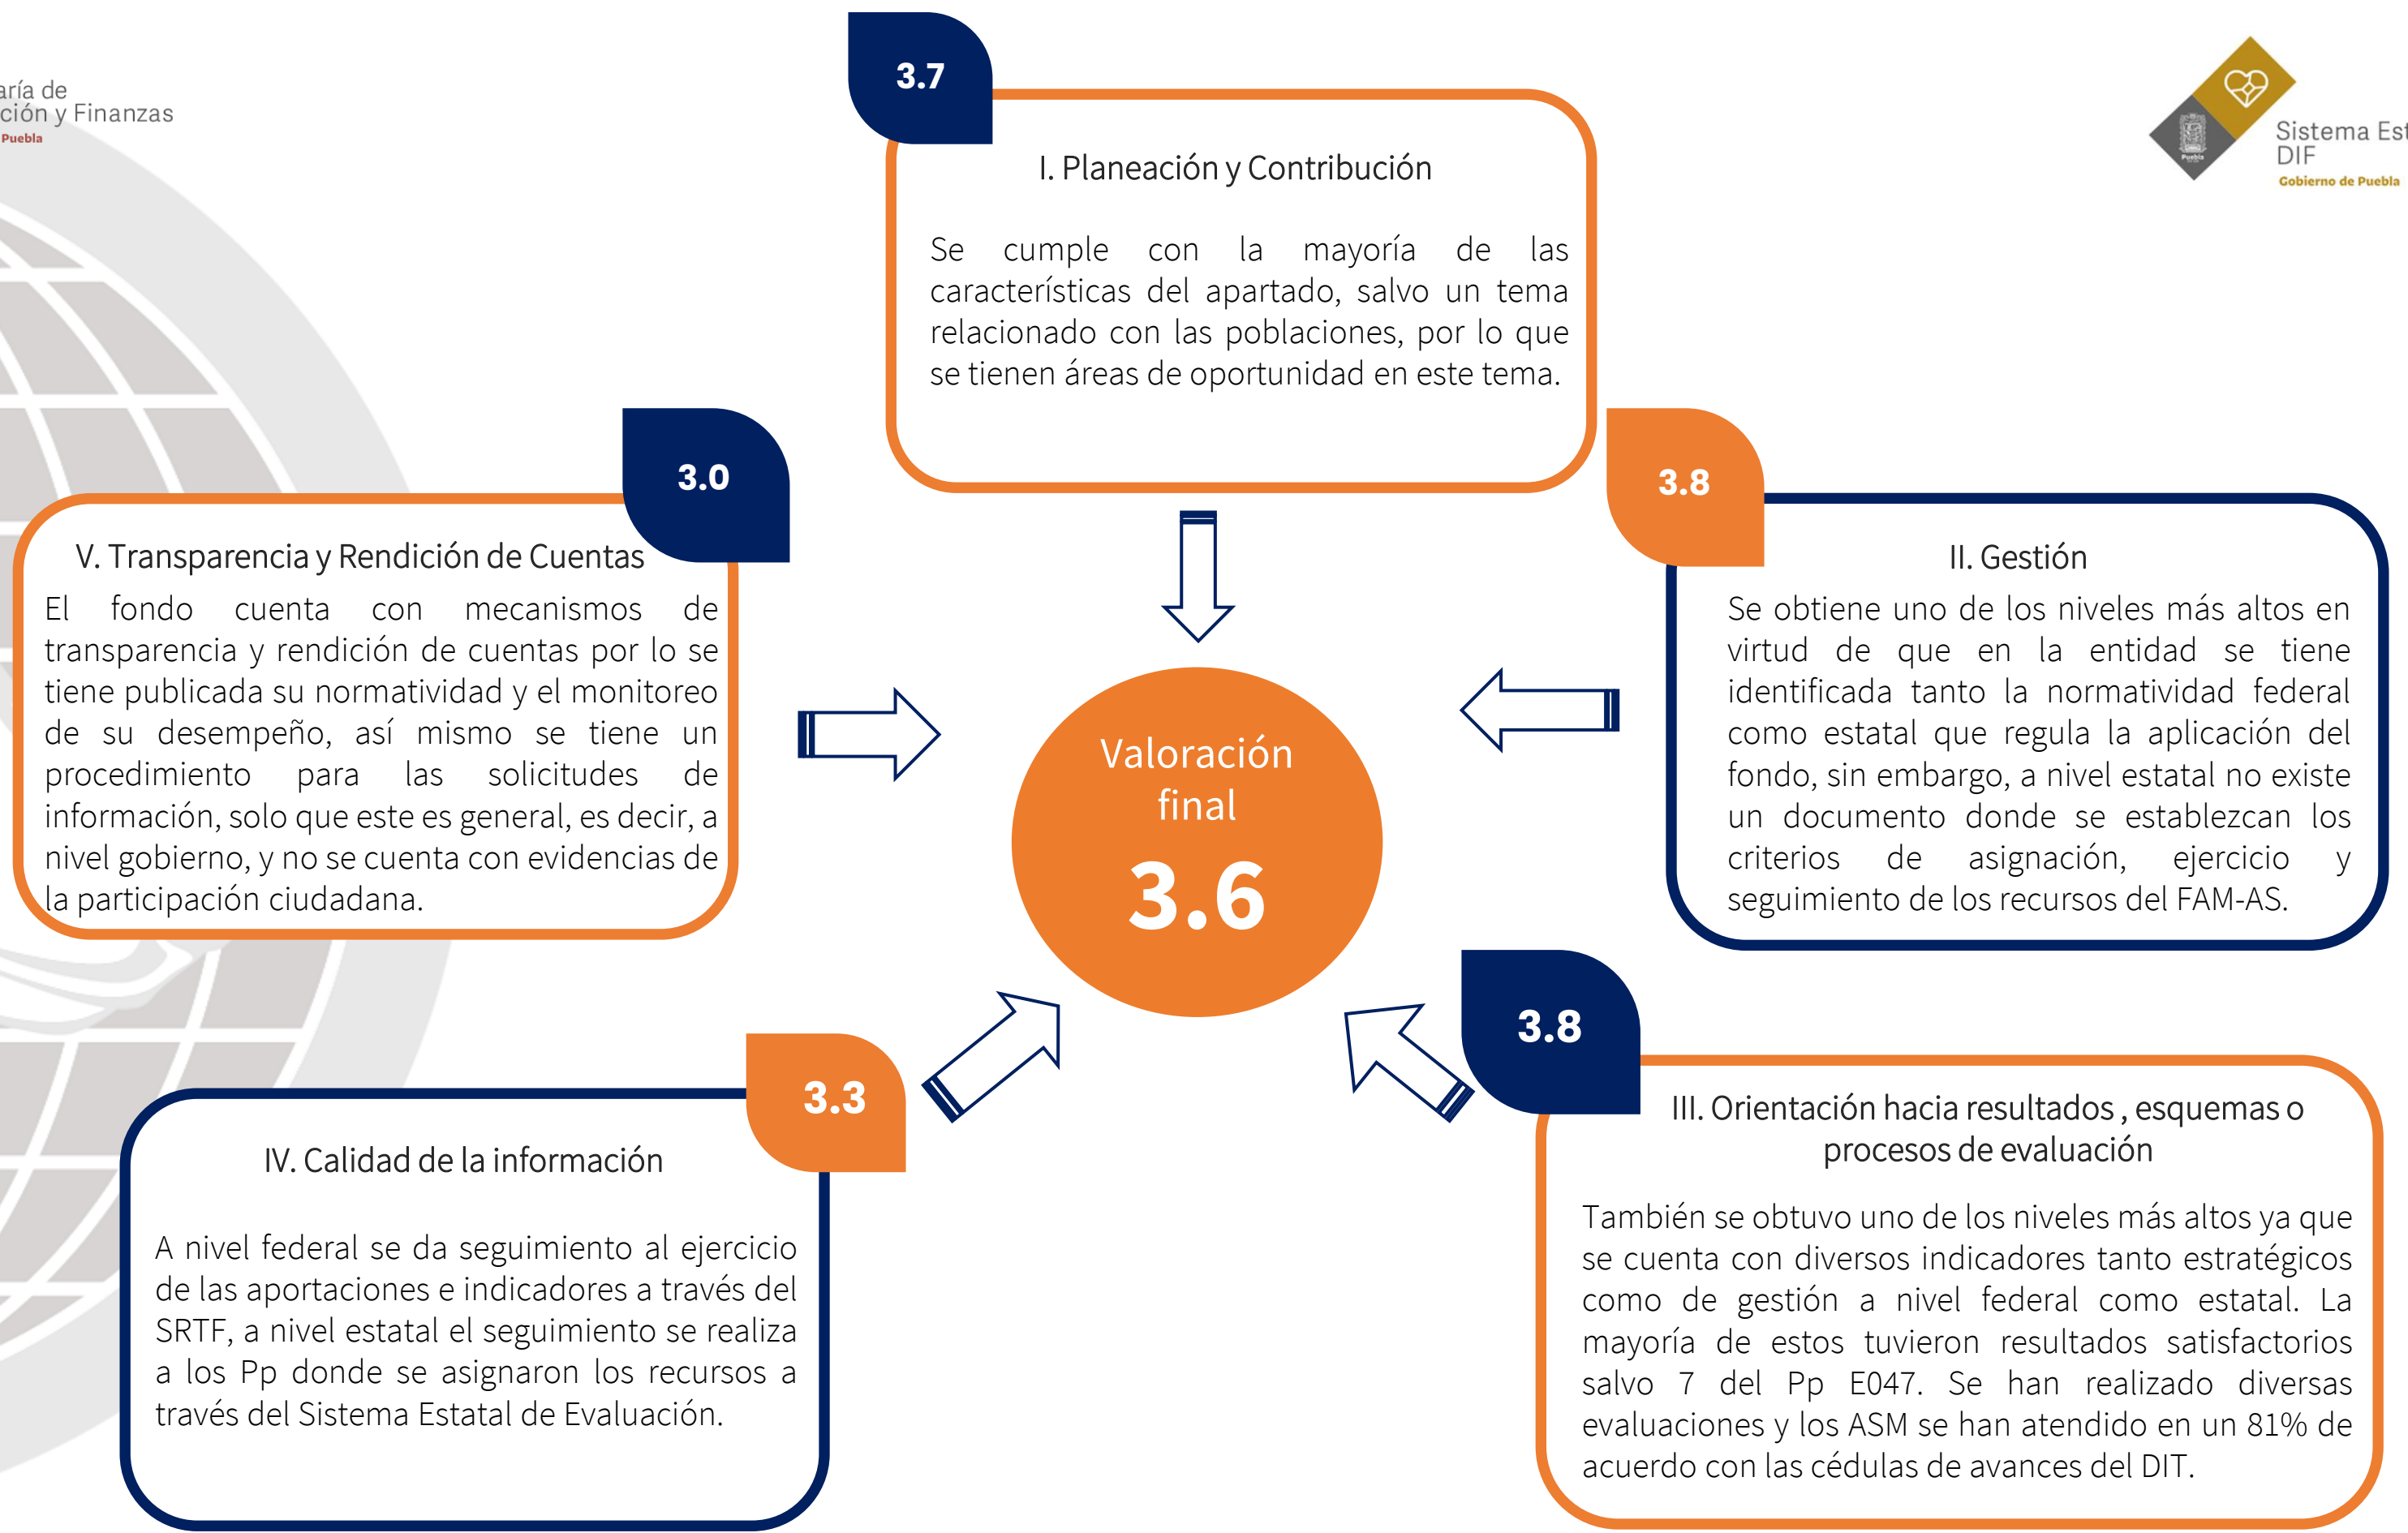 aría de
ción y Finanzas
Puebla
Puebla
Sistema Est
DIF
Gobierno de Puebla
3.7
I. Planeación y Contribución
Se cumple con la mayoría de las
características del apartado, salvo un tema
relacionado con las poblaciones, por lo que
se tienen áreas de oportunidad en este tema.
3.8
II. Gestión
Se obtiene uno de los niveles más altos en
virtud de que en la entidad se tiene
identificada tanto la normatividad federal
como estatal que regula la aplicación del
fondo, sin embargo, a nivel estatal no existe
un documento donde se establezcan los
criterios de asignación, ejercicio y
seguimiento de los recursos del FAM-AS.
3.8
III. Orientación hacia resultados , esquemas o
procesos de evaluación
También se obtuvo uno de los niveles más altos ya que
se cuenta con diversos indicadores tanto estratégicos
como de gestión a nivel federal como estatal. La
mayoría de estos tuvieron resultados satisfactorios
salvo 7 del Pp E047. Se han realizado diversas
evaluaciones y los ASM se han atendido en un 81% de
acuerdo con las cédulas de avances del DIT.
3.3
IV. Calidad de la información
A nivel federal se da seguimiento al ejercicio
de las aportaciones e indicadores a través del
SRTF, a nivel estatal el seguimiento se realiza
a los Pp donde se asignaron los recursos a
través del Sistema Estatal de Evaluación.
3.0
V. Transparencia y Rendición de Cuentas
El fondo cuenta con mecanismos de
transparencia y rendición de cuentas por lo se
tiene publicada su normatividad y el monitoreo
de su desempeño, así mismo se tiene un
procedimiento para las solicitudes de
información, solo que este es general, es decir, a
nivel gobierno, y no se cuenta con evidencias de
la participación ciudadana.
Valoración
final
3.6